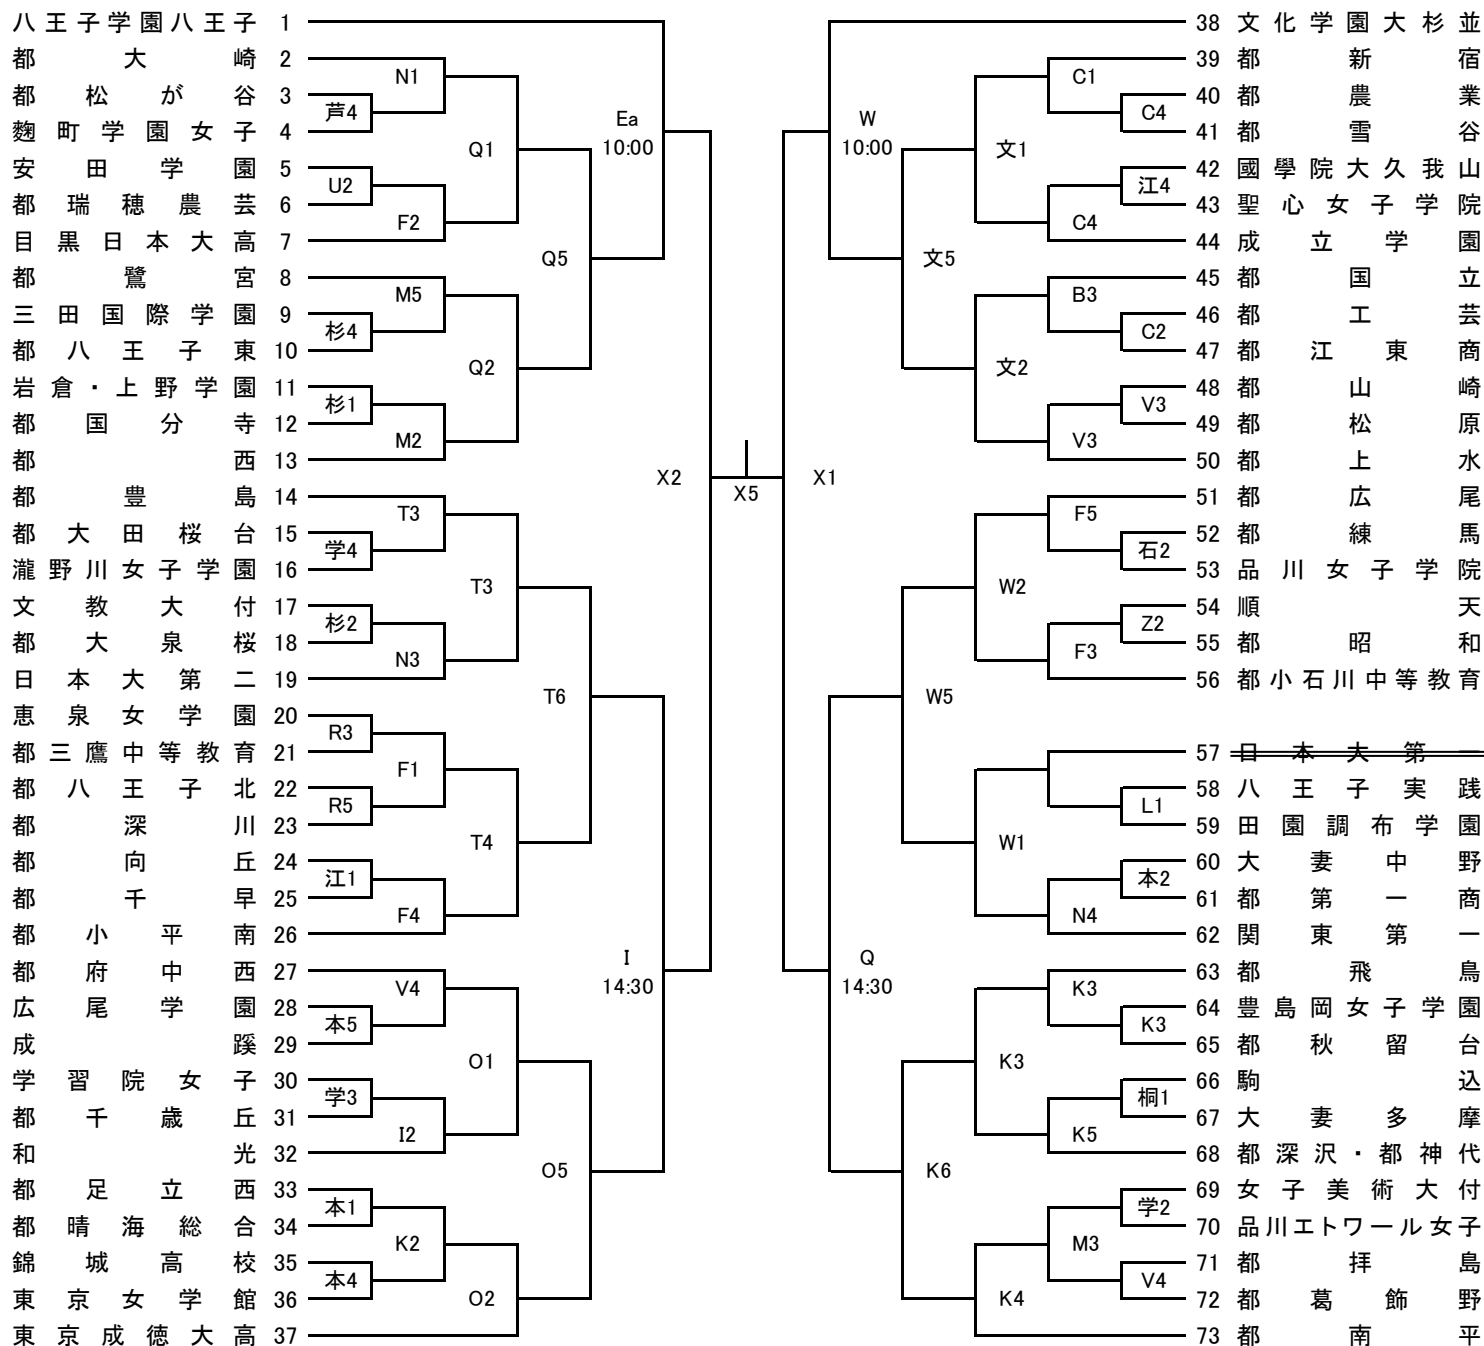 八王子学園八王子 1
都大崎 2
都松が谷 3
麴町学園女子 4
安田学園 5
都瑞穂農芸 6
目黒日本大高 7
都鷺宮 8
三田国際学園 9
都八王子東 10
岩倉・上野学園 11
都国分寺 12
都西 13
都豊島 14
都大田桜台 15
瀧野川女子学園 16
文教大付 17
都大泉桜 18
日本大第二 19
恵泉女学園 20
都三鷹中等教育 21
都八王子北 22
都深川 23
都向丘 24
都千早 25
都小平南 26
都府中西 27
広尾学園 28
成蹊 29
学習院女子 30
都千歳丘 31
和光 32
都足立西 33
都晴海総合 34
錦城高校 35
東京女学館 36
東京成徳大高 37
芦4
U2
杉4
杉1
学4
杉2
R3
R5
江1
本5
学3
本1
本4
N1
F2
M5
M2
T3
N3
F1
F4
V4
I2
K2
Q1
Q2
T3
T4
O1
O2
Q5
T6
O5
Ea
10:00
I
14:30
X2
X5
X1
W
10:00
Q
14:30
文5
W5
K6
文1
文2
W2
W1
K3
K4
C1
C4
B3
V3
F5
F3
N4
K3
K5
M3
C4
江4
C2
V3
石2
Z2
L1
本2
K3
桐1
学2
V4
38 文化学園大杉並
39 都新宿
40 都農業
41 都雪谷
42 國學院大久我山
43 聖心女子学院
44 成立学園
45 都国立
46 都工芸
47 都江東商
48 都山崎
49 都松原
50 都上水
51 都広尾
52 都練馬
53 品川女子学院
54 順天
55 都昭和
56 都小石川中等教育
57 日本大第一
58 八王子実践
59 田園調布学園
60 大妻中野
61 都第一商
62 関東第一
63 都飛鳥
64 豊島岡女子学園
65 都秋留台
66 駒込
67 大妻多摩
68 都深沢・都神代
69 女子美術大付
70 品川エトワール女子
71 都拝島
72 都葛飾野
73 都南平